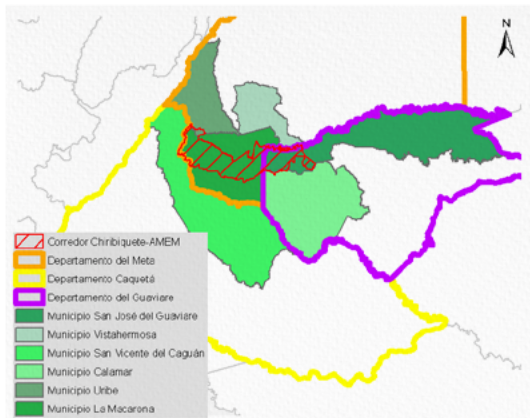 N
Corredor Chiribiquete-AMEM
Departamento del Meta
Departamento Caquetá
Departamento del Guaviare
Municipio San José del Guaviare
Municipio Vistahermosa
Municipio San Vicente del Caguán
Municipio Calamar
Municipio Uribe
Municipio La Macarona